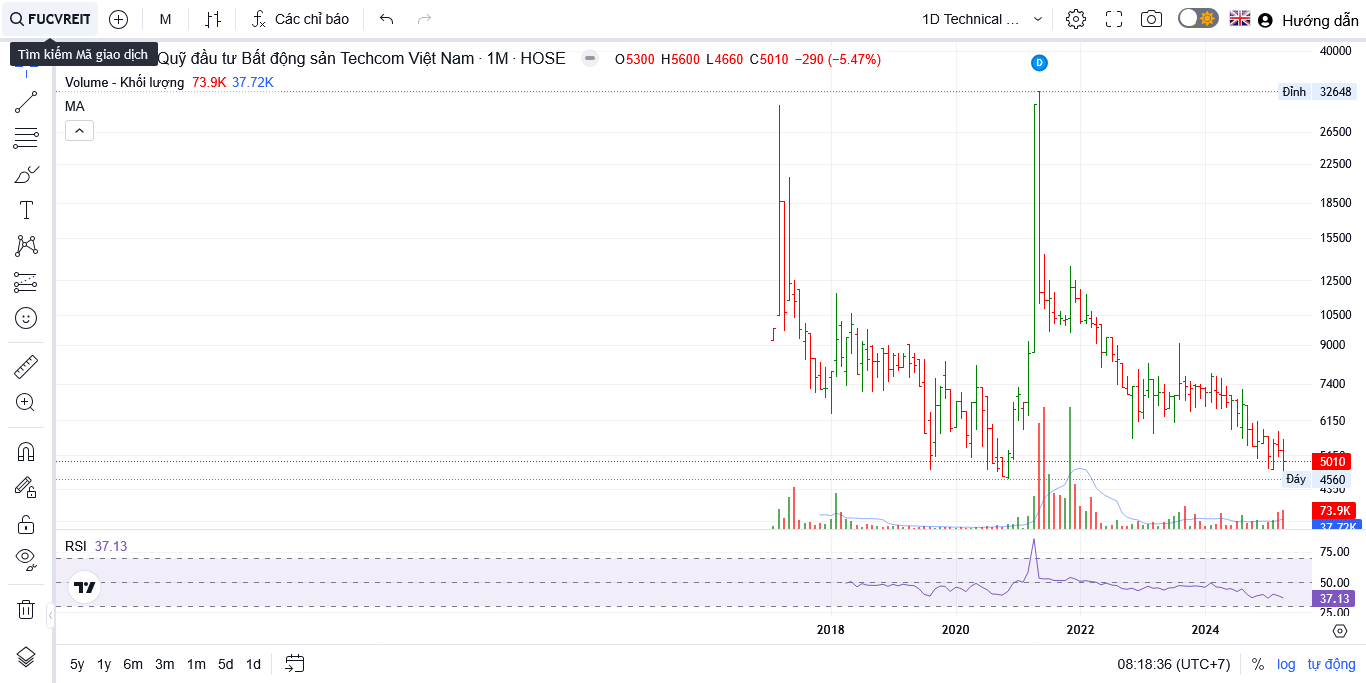 FUCVREIT M Các chỉ báo 1D Technical ... Hướng dẫn
Tìm kiếm Mã giao dịch
Quỹ đầu tư Bất động sản Techcom Việt Nam · 1M · HOSE O5300 H5600 L4660 C5010 −290 (−5.47%)
Volume - Khối lượng 73.9K 37.72K
MA
D
40000
Đỉnh 32648
26500
22500
18500
15500
12500
10500
9000
7400
6150
5010
Đáy 4560
4350
73.9K
37.72K
RSI 37.13
75.00
50.00
37.13
25.00
2018 2020 2022 2024
5y 1y 6m 3m 1m 5d 1d 08:18:36 (UTC+7) % log tự động